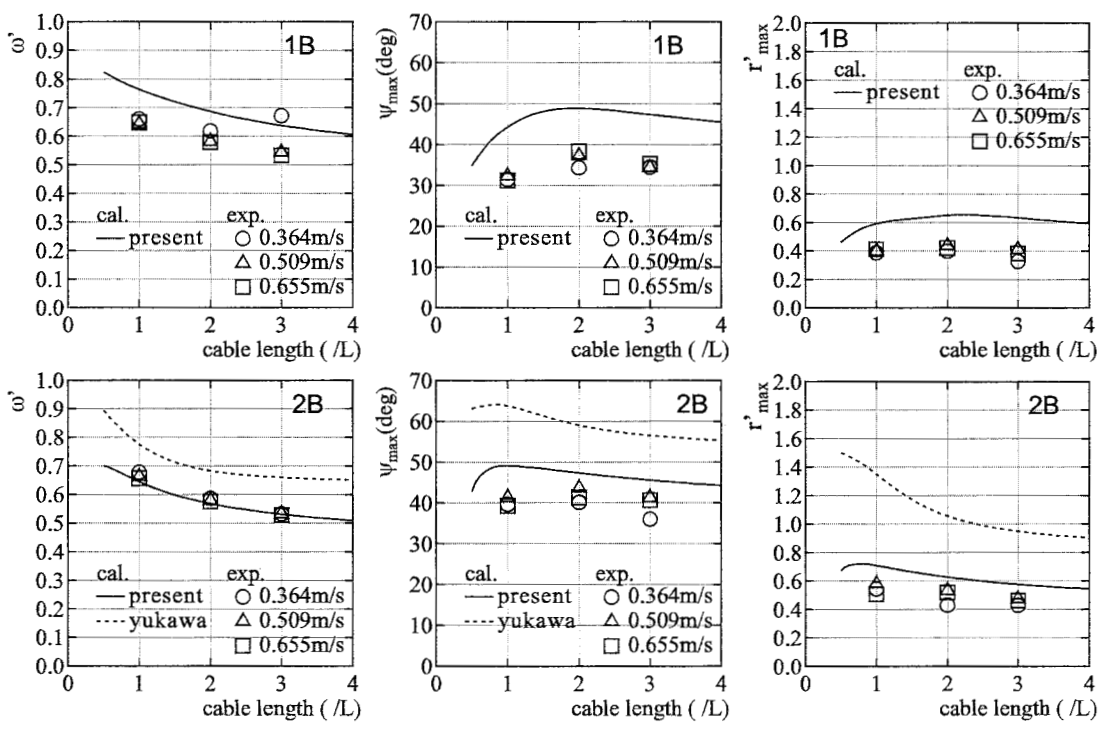 1.0
0.9
0.8
0.7
0.6
0.5
0.4
0.3
0.2
0.1
0.0
ω'
1B
cal.
present
exp.
0.364m/s
0.509m/s
0.655m/s
0 1 2 3 4
cable length ( /L)
70
60
50
40
30
20
10
0
ψmax(deg)
1B
cal.
present
exp.
0.364m/s
0.509m/s
0.655m/s
0 1 2 3 4
cable length ( /L)
2.0
1.8
1.6
1.4
1.2
1.0
0.8
0.6
0.4
0.2
0.0
r'max
1B
cal.
present
exp.
0.364m/s
0.509m/s
0.655m/s
0 1 2 3 4
cable length ( /L)
1.0
0.9
0.8
0.7
0.6
0.5
0.4
0.3
0.2
0.1
0.0
ω'
2B
cal.
present
yukawa
exp.
0.364m/s
0.509m/s
0.655m/s
0 1 2 3 4
cable length ( /L)
70
60
50
40
30
20
10
0
ψmax(deg)
2B
cal.
present
yukawa
exp.
0.364m/s
0.509m/s
0.655m/s
0 1 2 3 4
cable length ( /L)
2.0
1.8
1.6
1.4
1.2
1.0
0.8
0.6
0.4
0.2
0.0
r'max
2B
0 1 2 3 4
cable length ( /L)